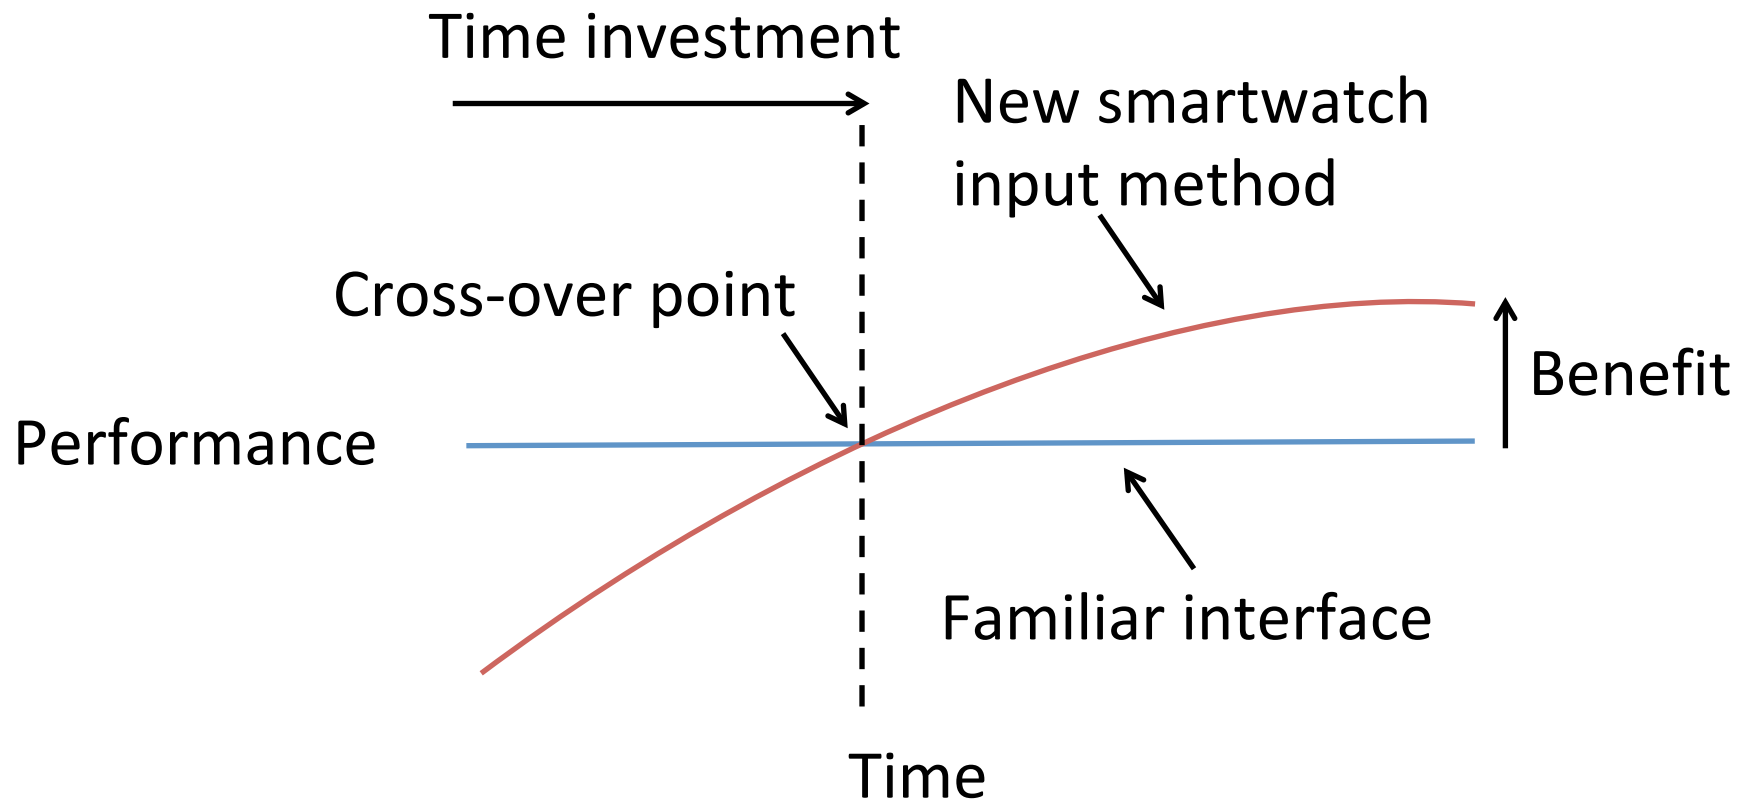 Time investment
New smartwatch
input method
Cross-over point
Benefit
Performance
Familiar interface
Time